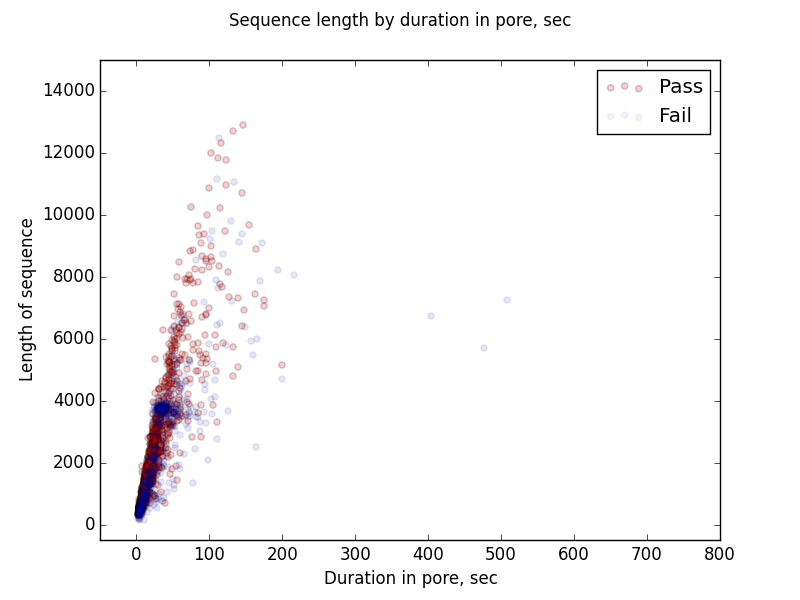 Sequence length by duration in pore, sec
Pass
Fail
14000
12000
10000
8000
6000
4000
2000
0
Length of sequence
0 100 200 300 400 500 600 700 800
Duration in pore, sec